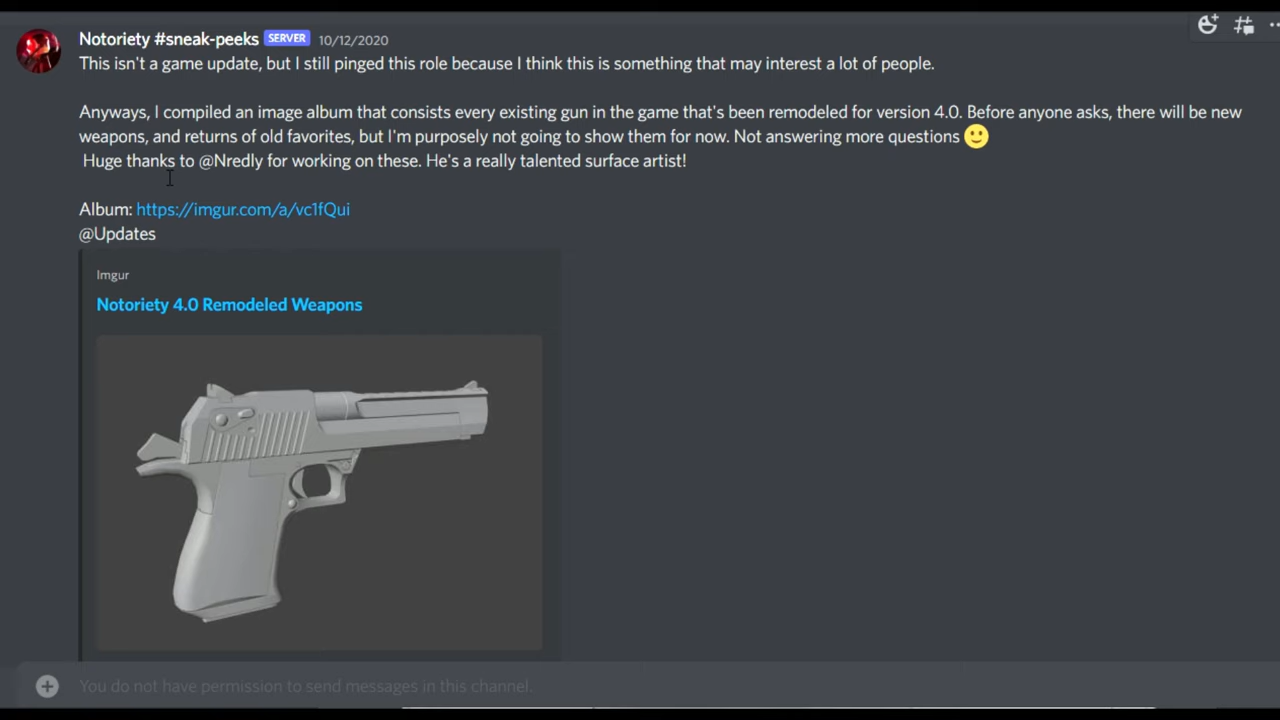 Notoriety #sneak-peeks SERVER 10/12/2020
This isn't a game update, but I still pinged this role because I think this is something that may interest a lot of people.
Anyways, I compiled an image album that consists every existing gun in the game that's been remodeled for version 4.0. Before anyone asks, there will be new
weapons, and returns of old favorites, but I'm purposely not going to show them for now. Not answering more questions 🙂
Huge thanks to @Nredly for working on these. He's a really talented surface artist!
Album: https://imgur.com/a/vc1fQui
@Updates
Imgur
Notoriety 4.0 Remodeled Weapons
You do not have permission to send messages in this channel.